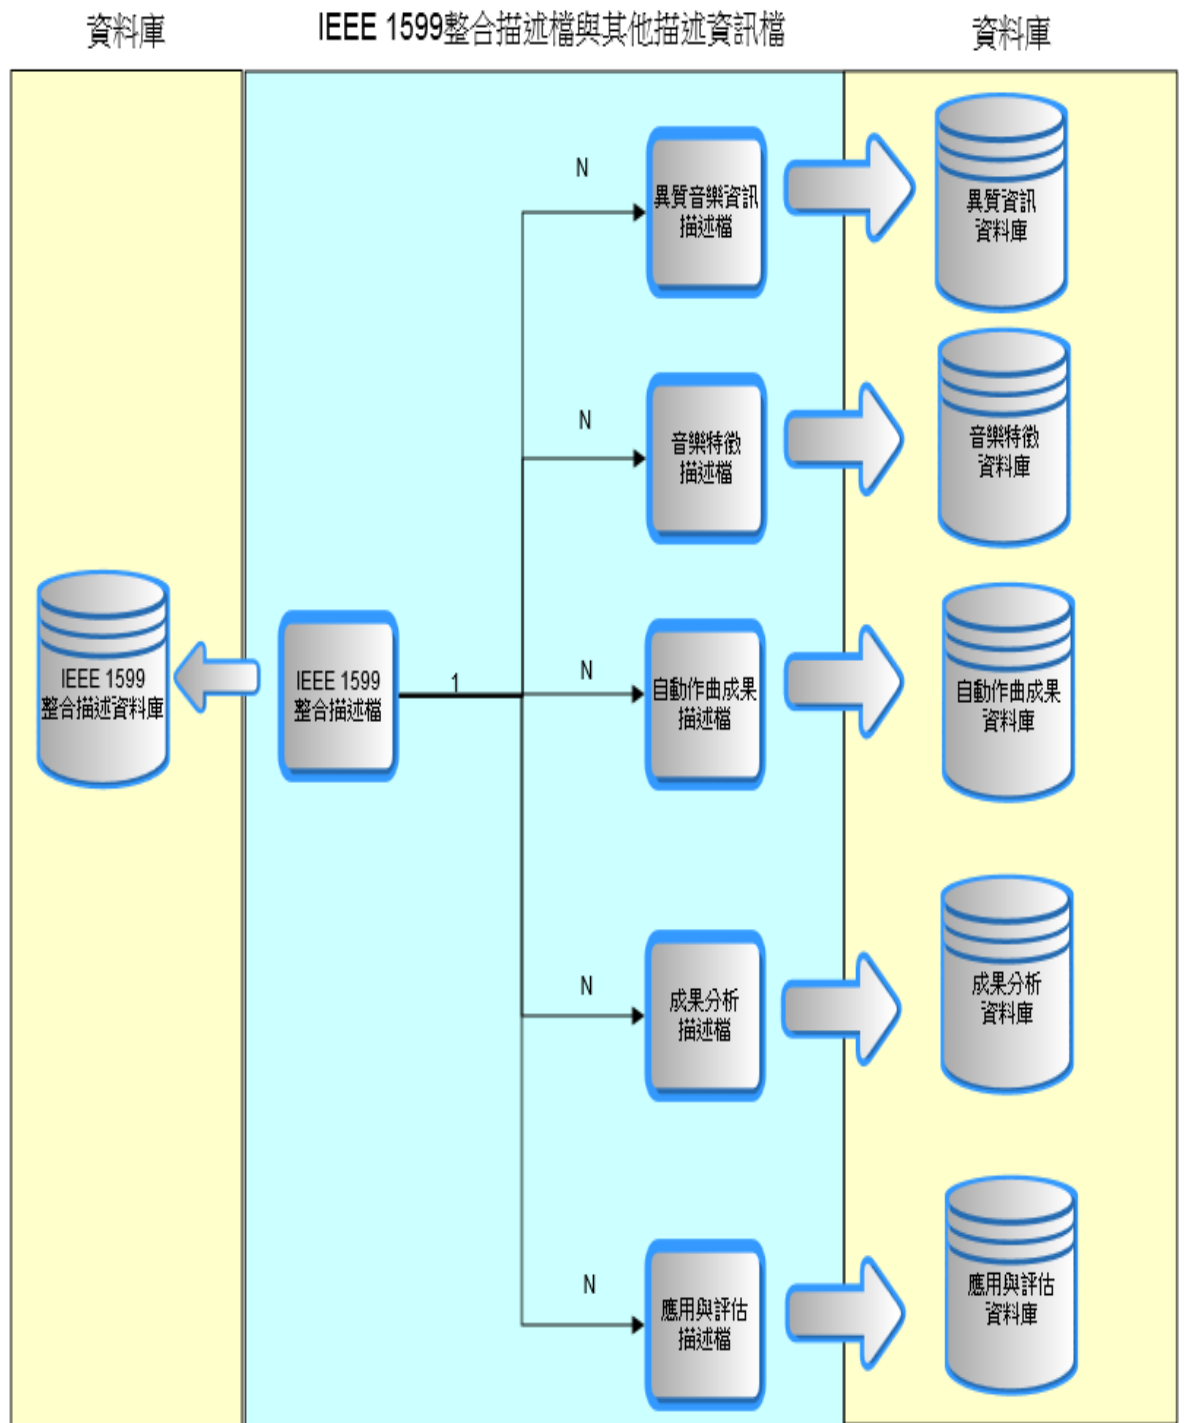 資料庫
IEEE 1599整合描述檔與其他描述資訊檔
資料庫
N
異質音樂資訊
描述檔
異質資訊
資料庫
N
音樂特徵
描述檔
音樂特徵
資料庫
IEEE 1599
整合描述資料庫
IEEE 1599
整合描述檔
1
N
自動作曲成果
描述檔
自動作曲成果
資料庫
N
成果分析
描述檔
成果分析
資料庫
N
應用與評估
描述檔
應用與評估
資料庫